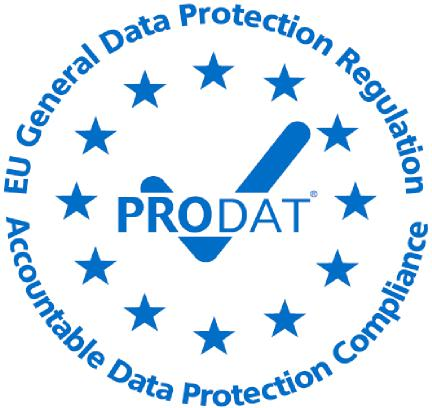 EU General Data Protection Regulation
PRODAT®
Accountable Data Protection Compliance